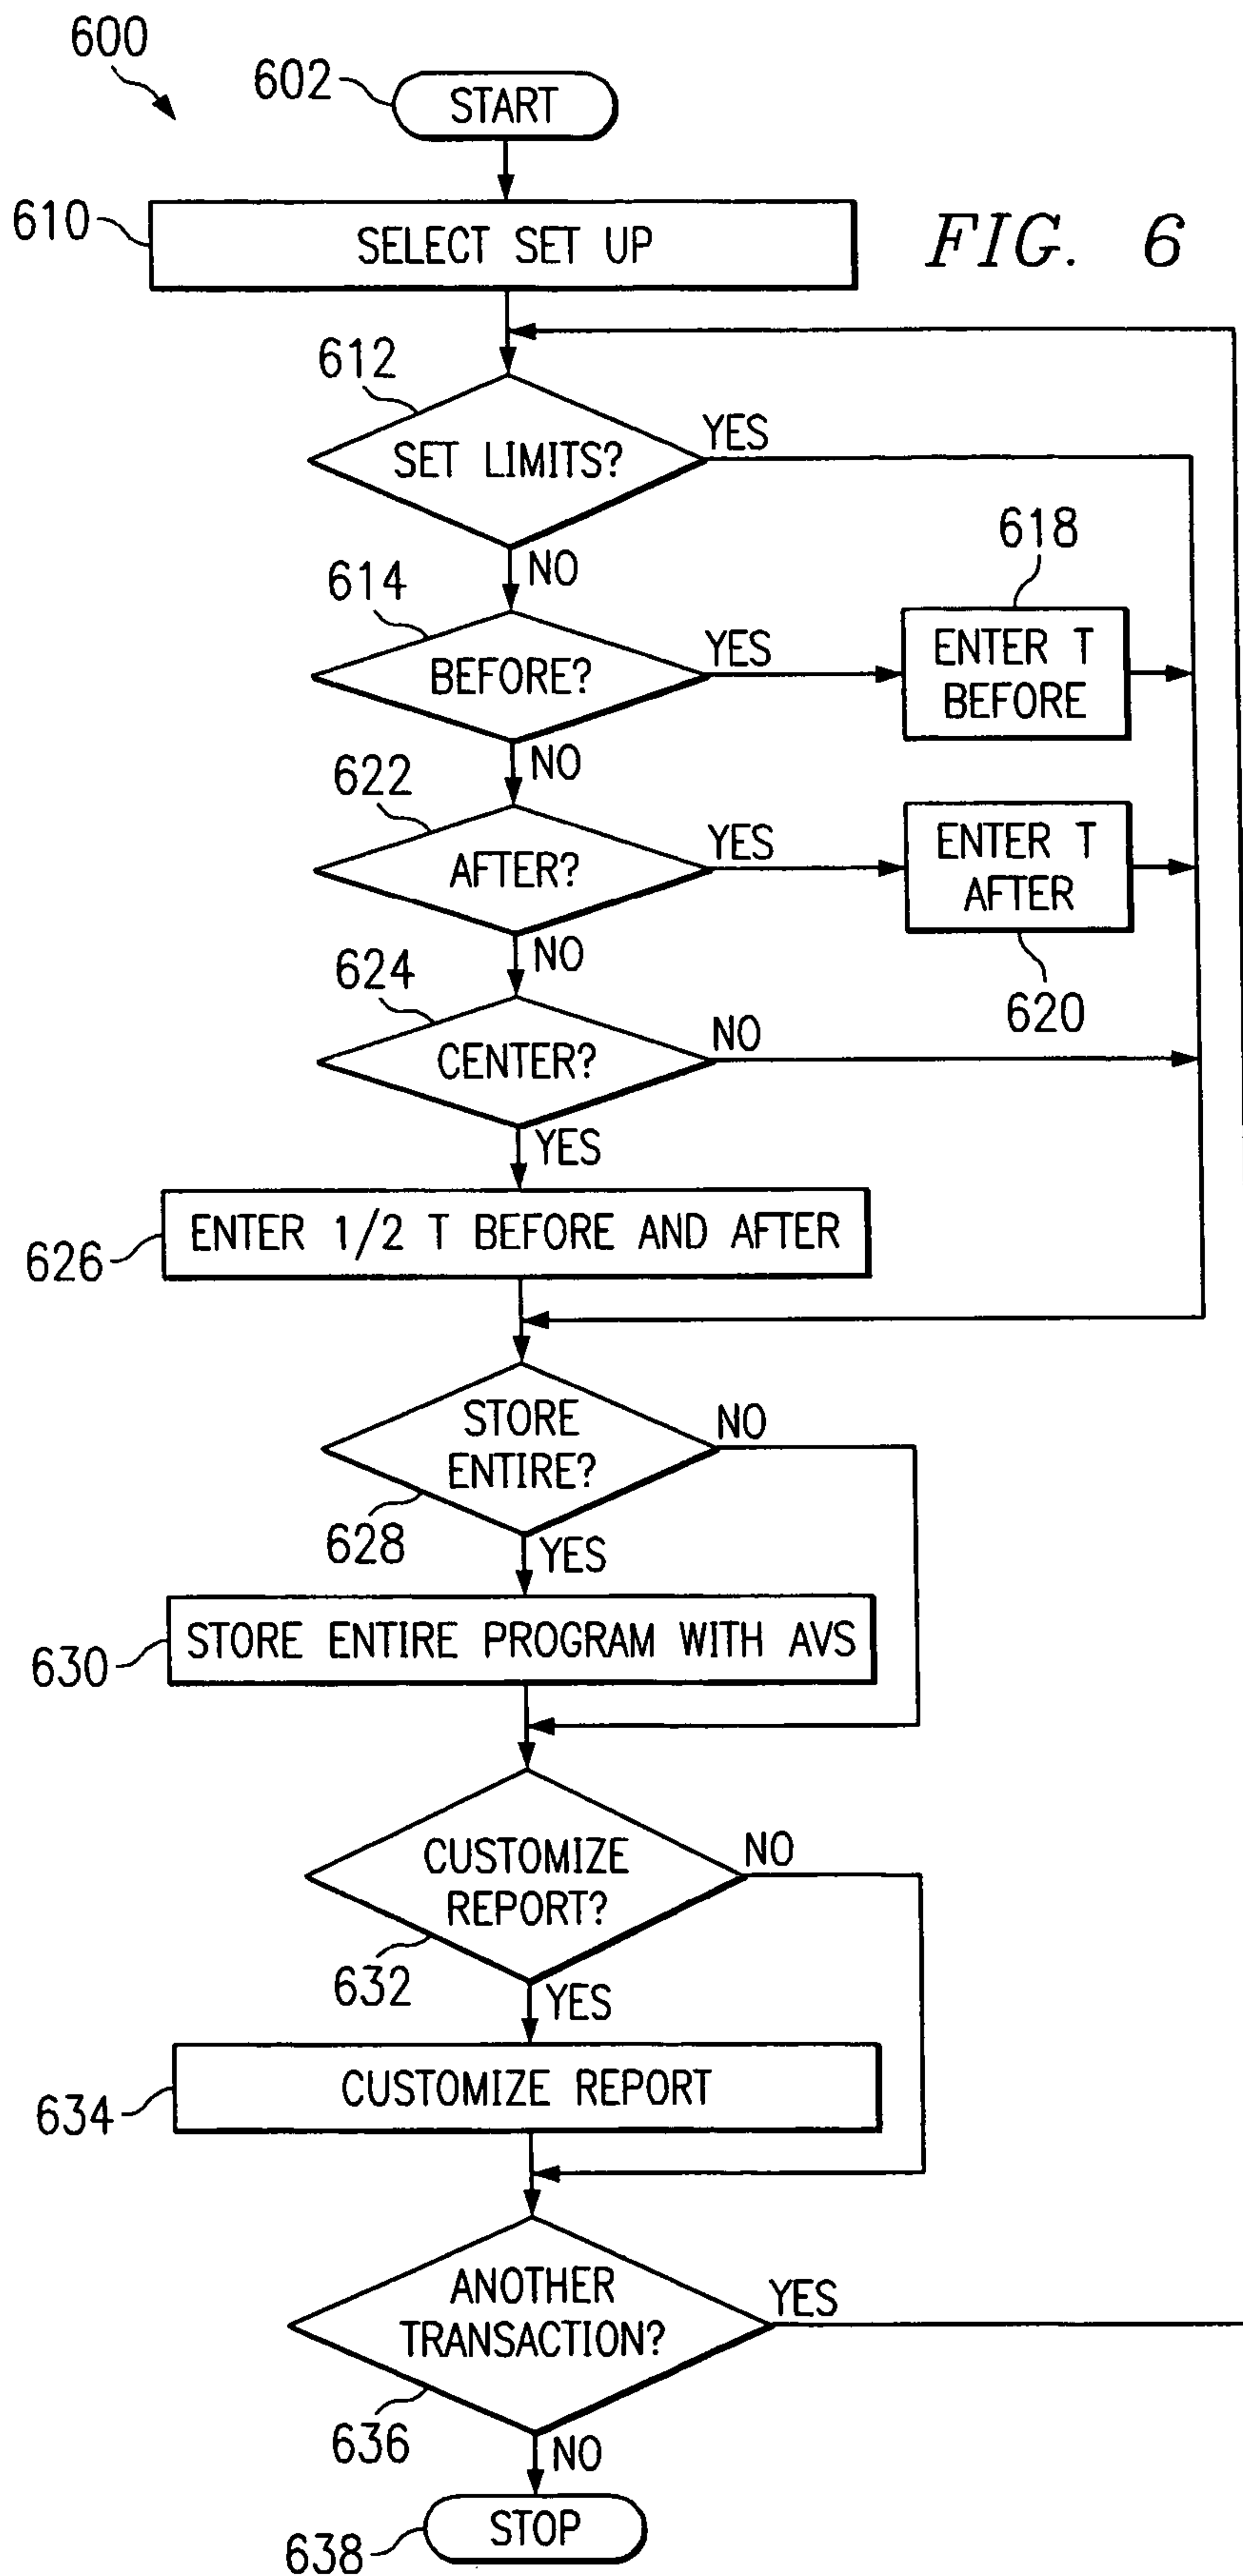 600
602
START
610
SELECT SET UP
FIG. 6
612
SET LIMITS?
YES
NO
614
BEFORE?
YES
618
ENTER T
BEFORE
NO
622
AFTER?
YES
ENTER T
AFTER
620
NO
624
CENTER?
NO
YES
626
ENTER 1/2 T BEFORE AND AFTER
STORE
ENTIRE?
NO
628
YES
630
STORE ENTIRE PROGRAM WITH AVS
CUSTOMIZE
REPORT?
NO
632
YES
634
CUSTOMIZE REPORT
ANOTHER
TRANSACTION?
YES
636
NO
638
STOP